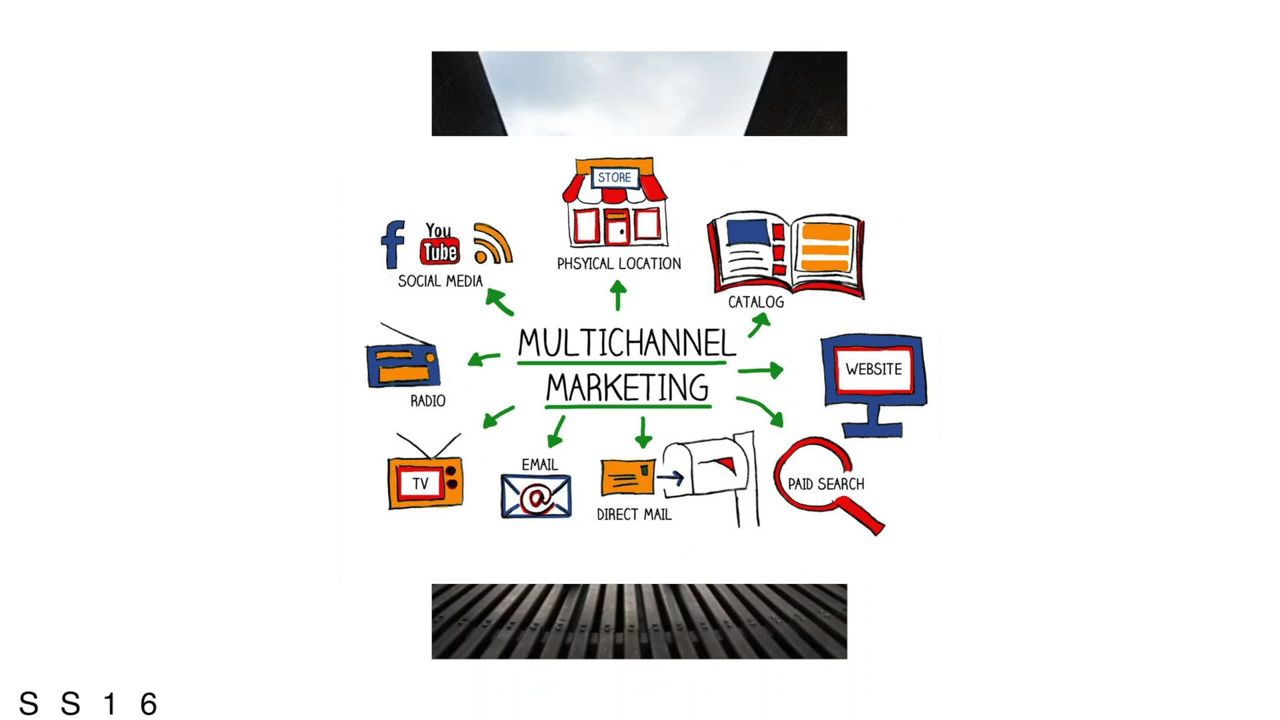 STORE
PHSYICAL LOCATION
You
Tube
SOCIAL MEDIA
CATALOG
MULTICHANNEL
MARKETING
RADIO
WEBSITE
TV
EMAIL
@
DIRECT MAIL
PAID SEARCH
S S 1 6